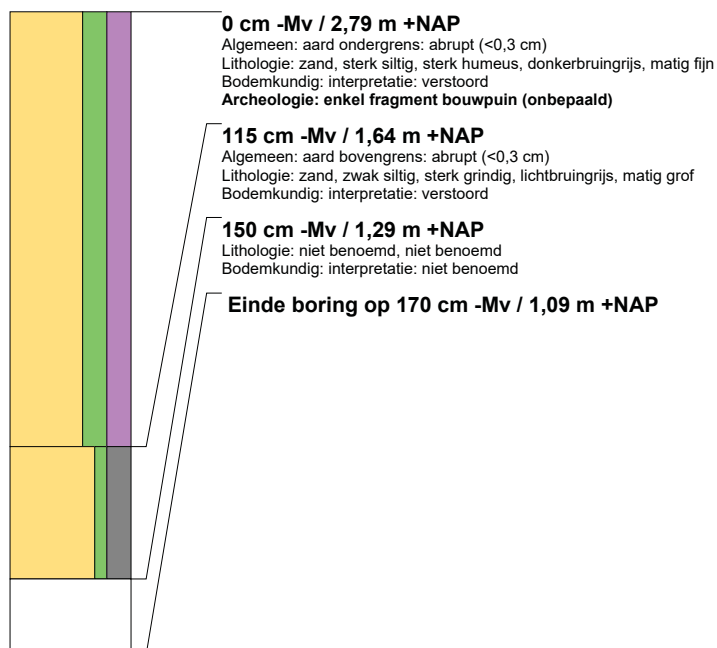 0 cm -Mv / 2,79 m +NAP
Algemeen: aard ondergrens: abrupt (<0,3 cm)
Lithologie: zand, sterk siltig, sterk humeus, donkerbruingrijs, matig fijn
Bodemkundig: interpretatie: verstoord
Archeologie: enkel fragment bouwpuin (onbepaald)
115 cm -Mv / 1,64 m +NAP
Algemeen: aard bovengrens: abrupt (<0,3 cm)
Lithologie: zand, zwak siltig, sterk grindig, lichtbruingrijs, matig grof
Bodemkundig: interpretatie: verstoord
150 cm -Mv / 1,29 m +NAP
Lithologie: niet benoemd, niet benoemd
Bodemkundig: interpretatie: niet benoemd
Einde boring op 170 cm -Mv / 1,09 m +NAP